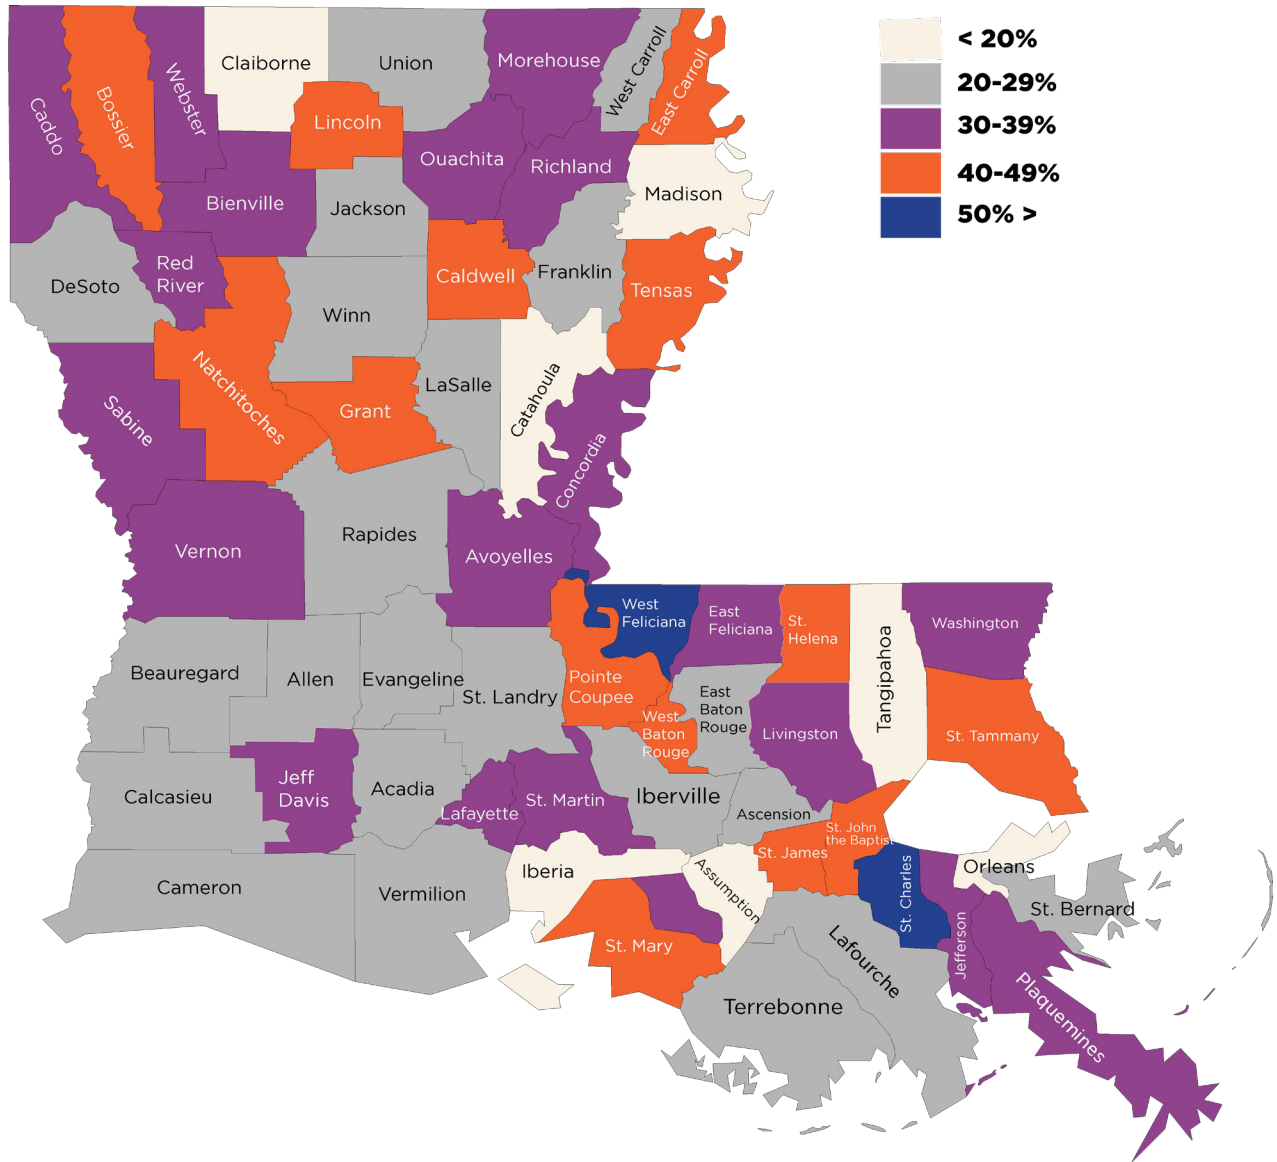 < 20%
20-29%
30-39%
40-49%
50% >
Caddo
Bossier
Webster
Claiborne
Union
Morehouse
West Carroll
East Carroll
Lincoln
Ouachita
Richland
Madison
Bienville
Jackson
DeSoto
Red
River
Winn
Caldwell
Franklin
Tensas
Natchitoches
Sabine
Grant
LaSalle
Catahoula
Concordia
Vernon
Rapides
Avoyelles
West
Feliciana
East
Feliciana
St.
Helena
Tangipahoa
Washington
Beauregard
Allen
Evangeline
St. Landry
Pointe
Coupee
West
Baton
Rouge
East
Baton
Rouge
Livingston
St. Tammany
Calcasieu
Jeff
Davis
Acadia
Lafayette
St. Martin
Iberville
Ascension
St. John
the Baptist
St. James
Cameron
Vermilion
Iberia
Assumption
St. Charles
Orleans
St. Bernard
St. Mary
Lafourche
Jefferson
Terrebonne
Plaquemines